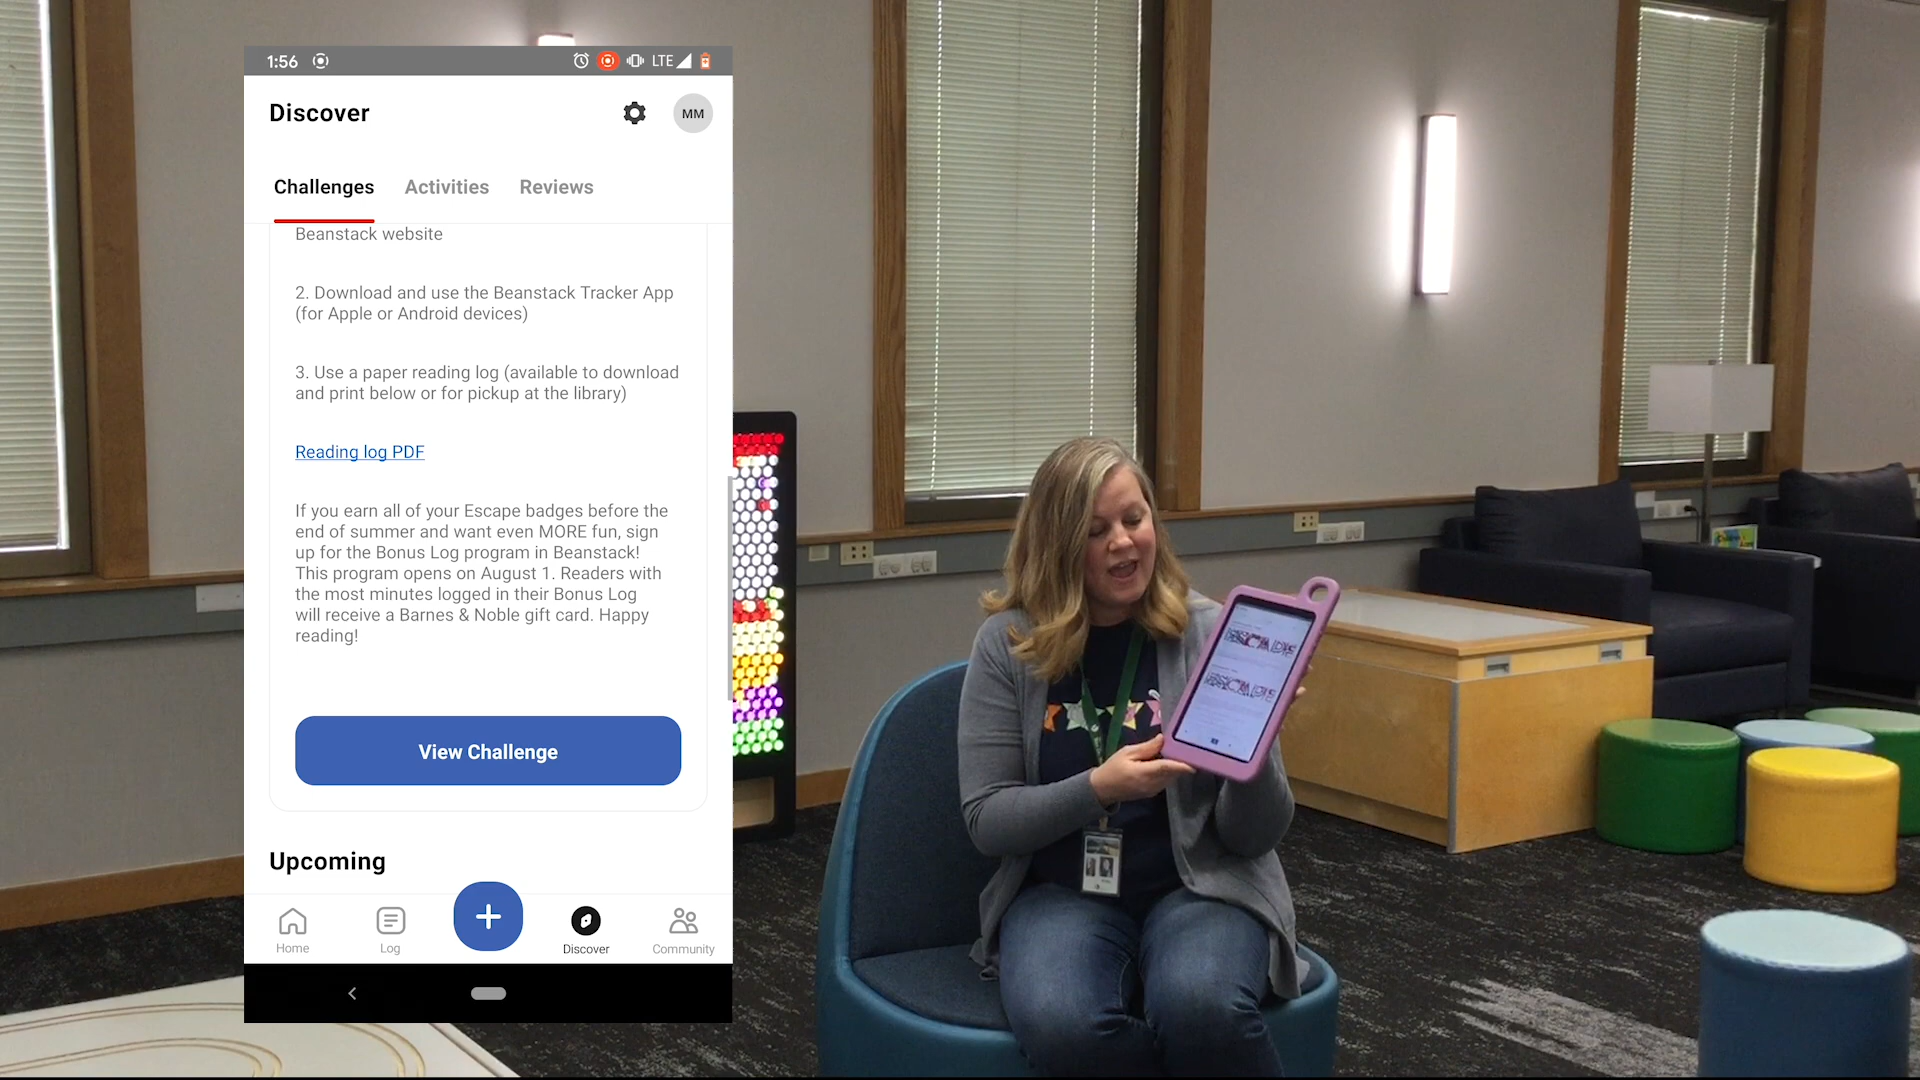 1:56
LTE
Discover
MM
Challenges Activities Reviews
Beanstack website
2. Download and use the Beanstack Tracker App
(for Apple or Android devices)
3. Use a paper reading log (available to download
and print below or for pickup at the library)
Reading log PDF
If you earn all of your Escape badges before the
end of summer and want even MORE fun, sign
up for the Bonus Log program in Beanstack!
This program opens on August 1. Readers with
the most minutes logged in their Bonus Log
will receive a Barnes & Noble gift card. Happy
reading!
View Challenge
Upcoming
Home Log + Discover Community
ESCAPE
ESCAPE